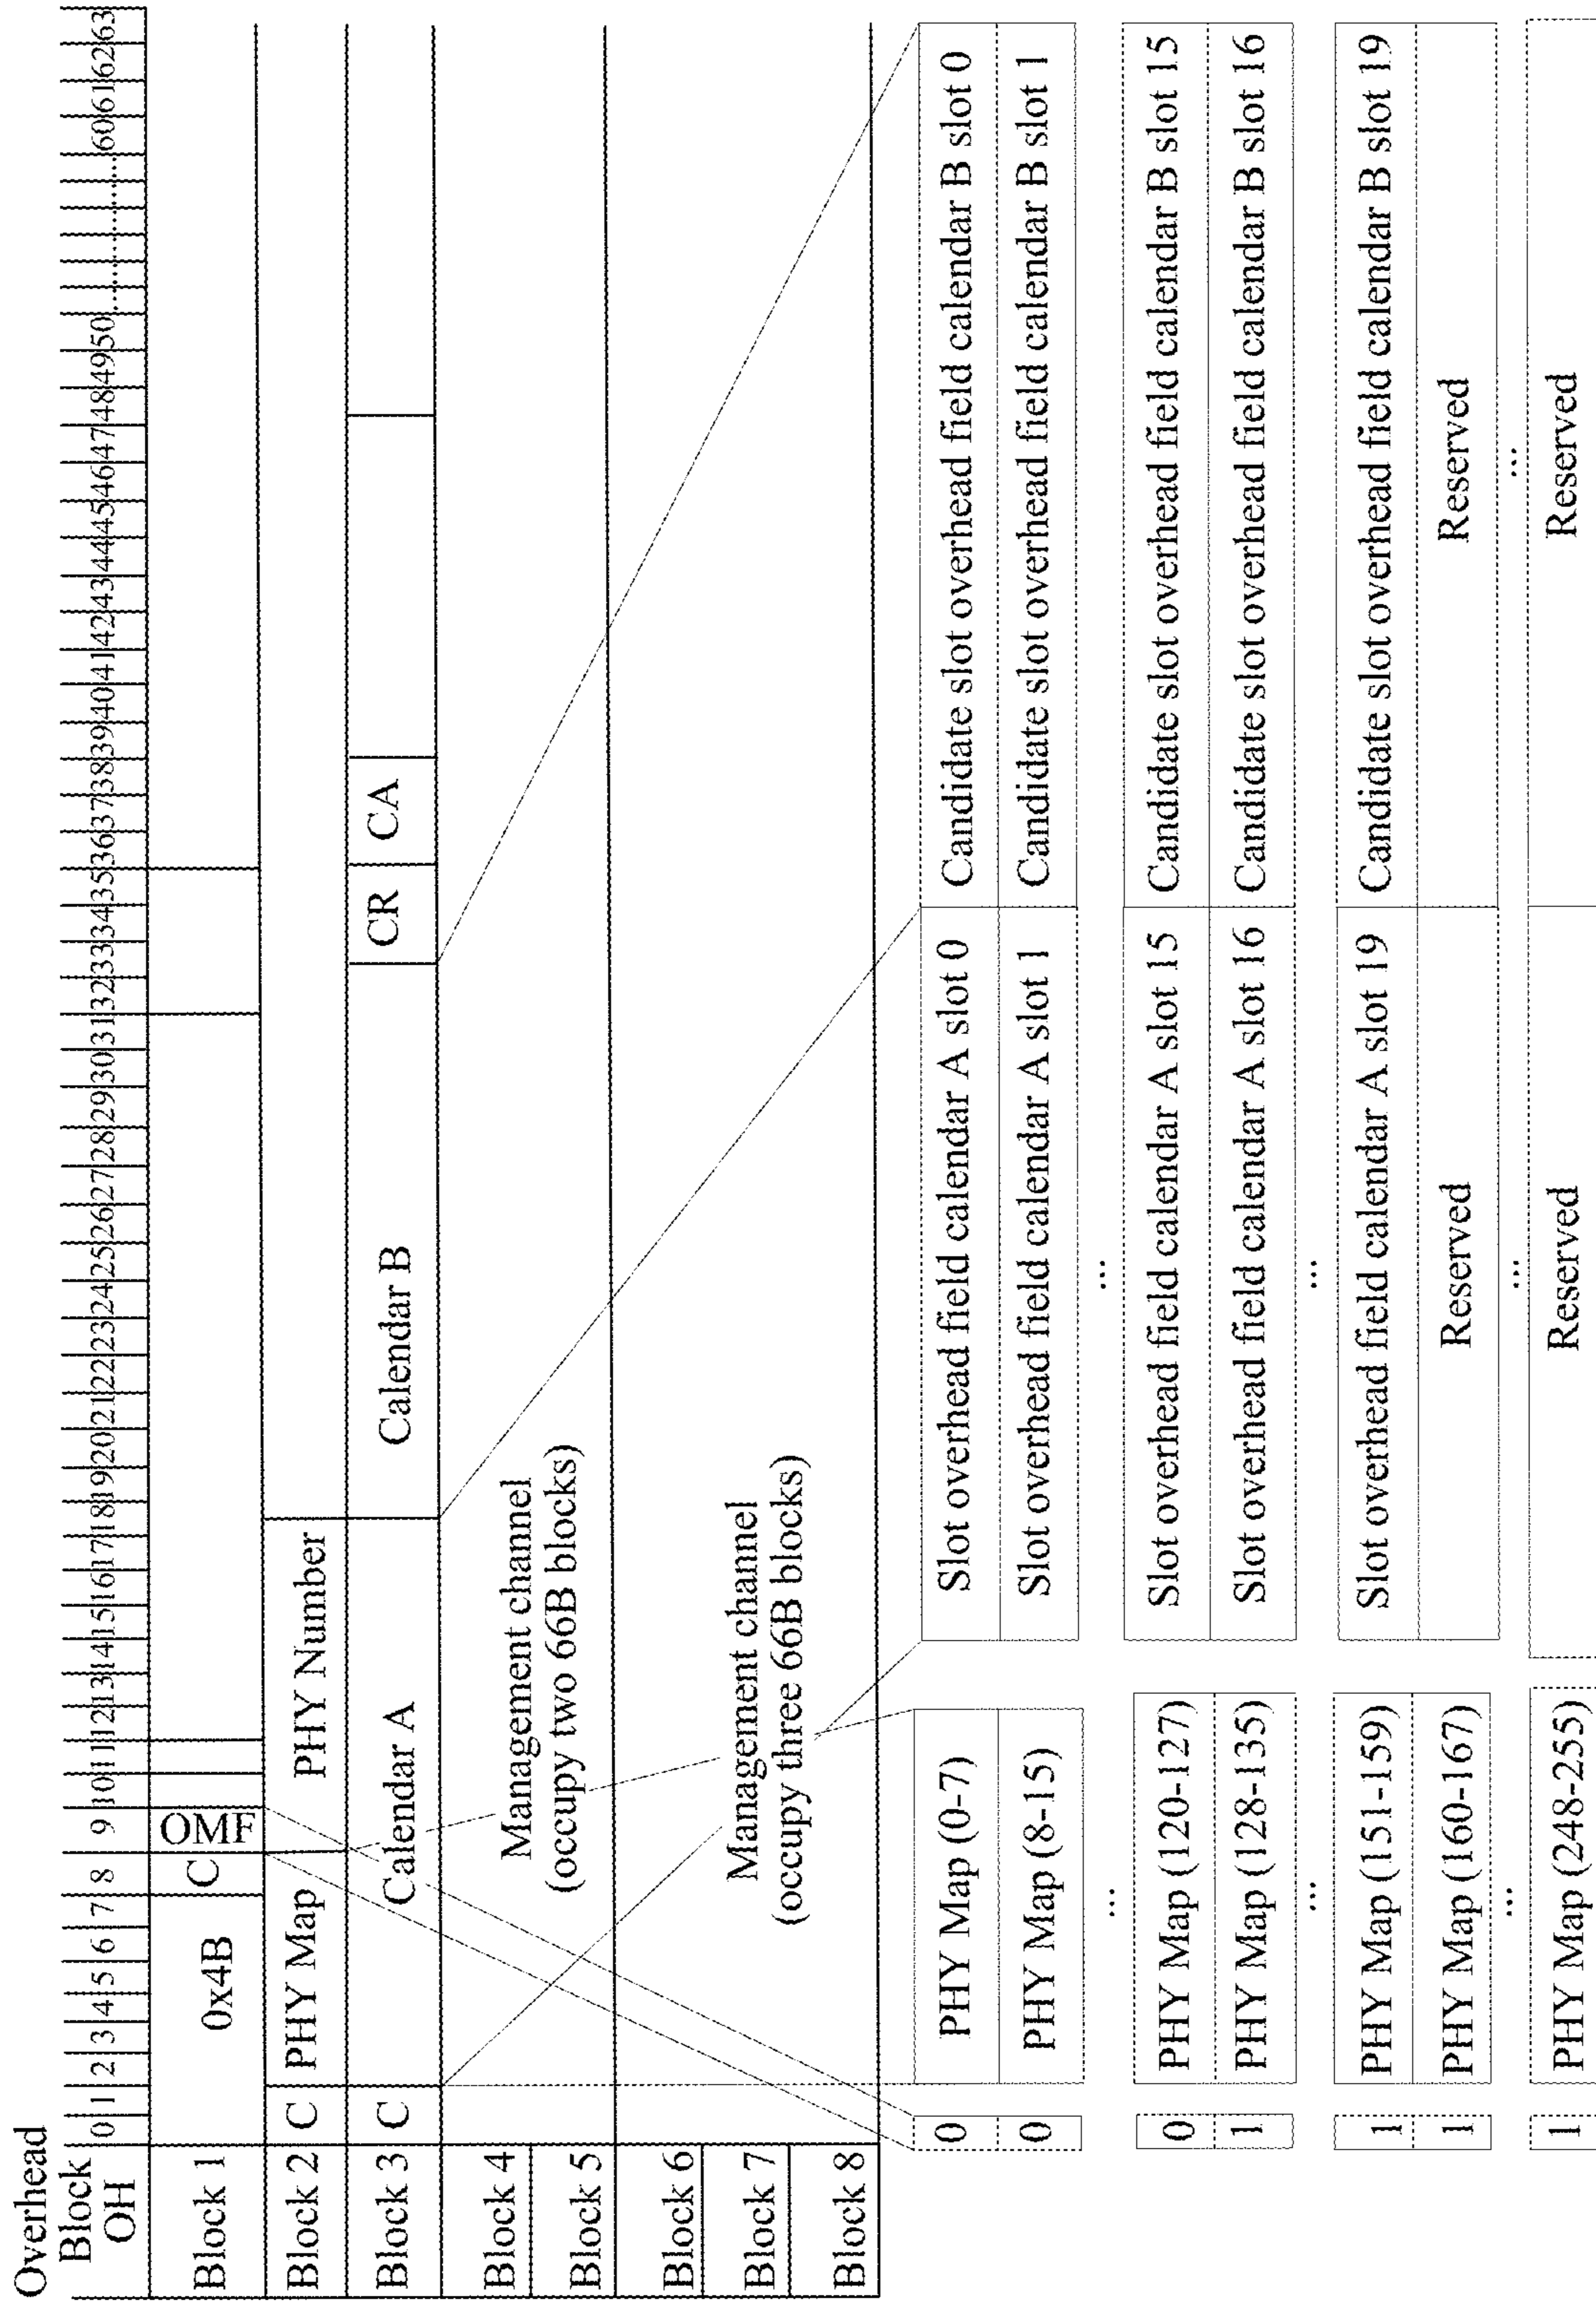 Overhead
Block
OH
0 1 2 3 4 5 6 7 8 9 10 11 12 13 14 15 16 17 18 19 20 21 22 23 24 25 26 27 28 29 30 31 32 33 34 35 36 37 38 39 40 41 42 43 44 45 46 47 48 49 50 ........................ 60 61 62 63
Block 1 0x4B C OMF
Block 2 C PHY Map PHY Number
Block 3 C Calendar A Calendar B CR CA
Block 4
Block 5
Management channel
(occupy two 66B blocks)
Block 6
Block 7
Block 8
Management channel
(occupy three 66B blocks)
0 PHY Map (0-7) Slot overhead field calendar A slot 0 Candidate slot overhead field calendar B slot 0
0 PHY Map (8-15) Slot overhead field calendar A slot 1 Candidate slot overhead field calendar B slot 1
... ...
0 PHY Map (120-127) Slot overhead field calendar A slot 15 Candidate slot overhead field calendar B slot 15
1 PHY Map (128-135) Slot overhead field calendar A slot 16 Candidate slot overhead field calendar B slot 16
... ...
1 PHY Map (151-159) Slot overhead field calendar A slot 19 Candidate slot overhead field calendar B slot 19
1 PHY Map (160-167) Reserved Reserved
... ... ...
1 PHY Map (248-255) Reserved Reserved